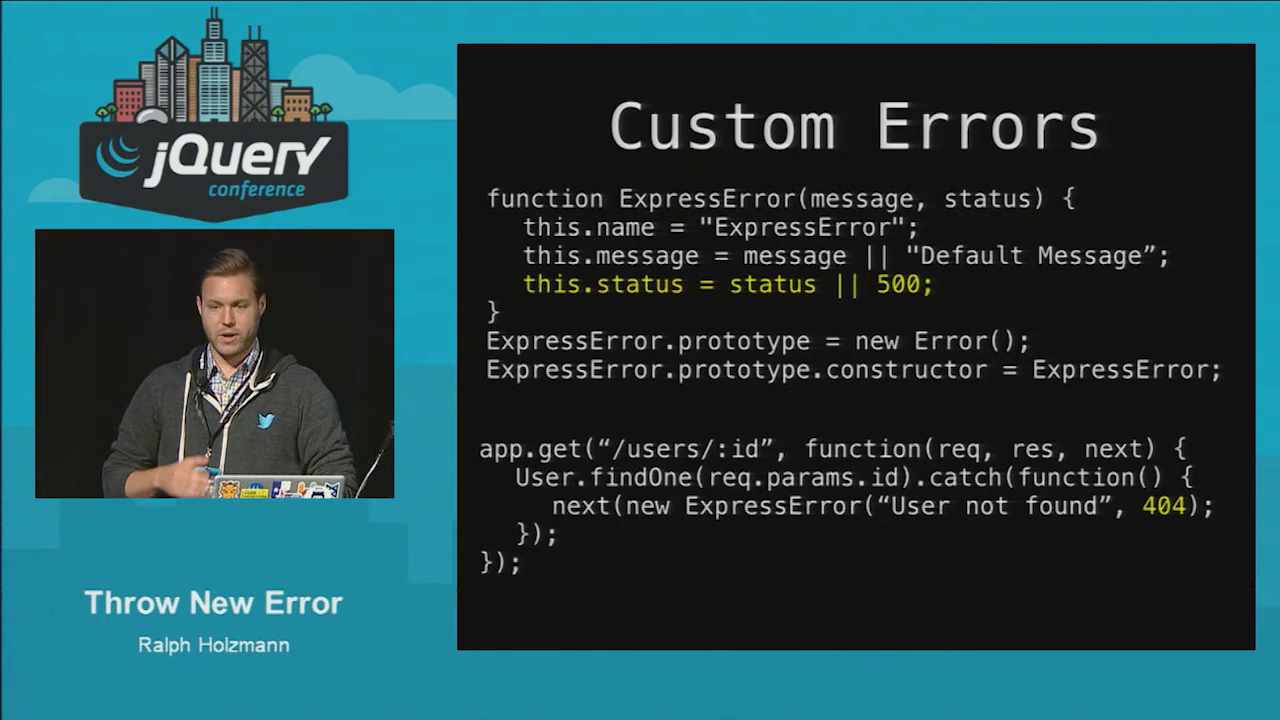 jQuery
conference
Throw New Error
Ralph Holzmann
Custom Errors
function ExpressError(message, status) {
  this.name = "ExpressError";
  this.message = message || "Default Message”;
  this.status = status || 500;
}
ExpressError.prototype = new Error();
ExpressError.prototype.constructor = ExpressError;
app.get(“/users/:id”, function(req, res, next) {
  User.findOne(req.params.id).catch(function() {
    next(new ExpressError(“User not found”, 404);
  });
});